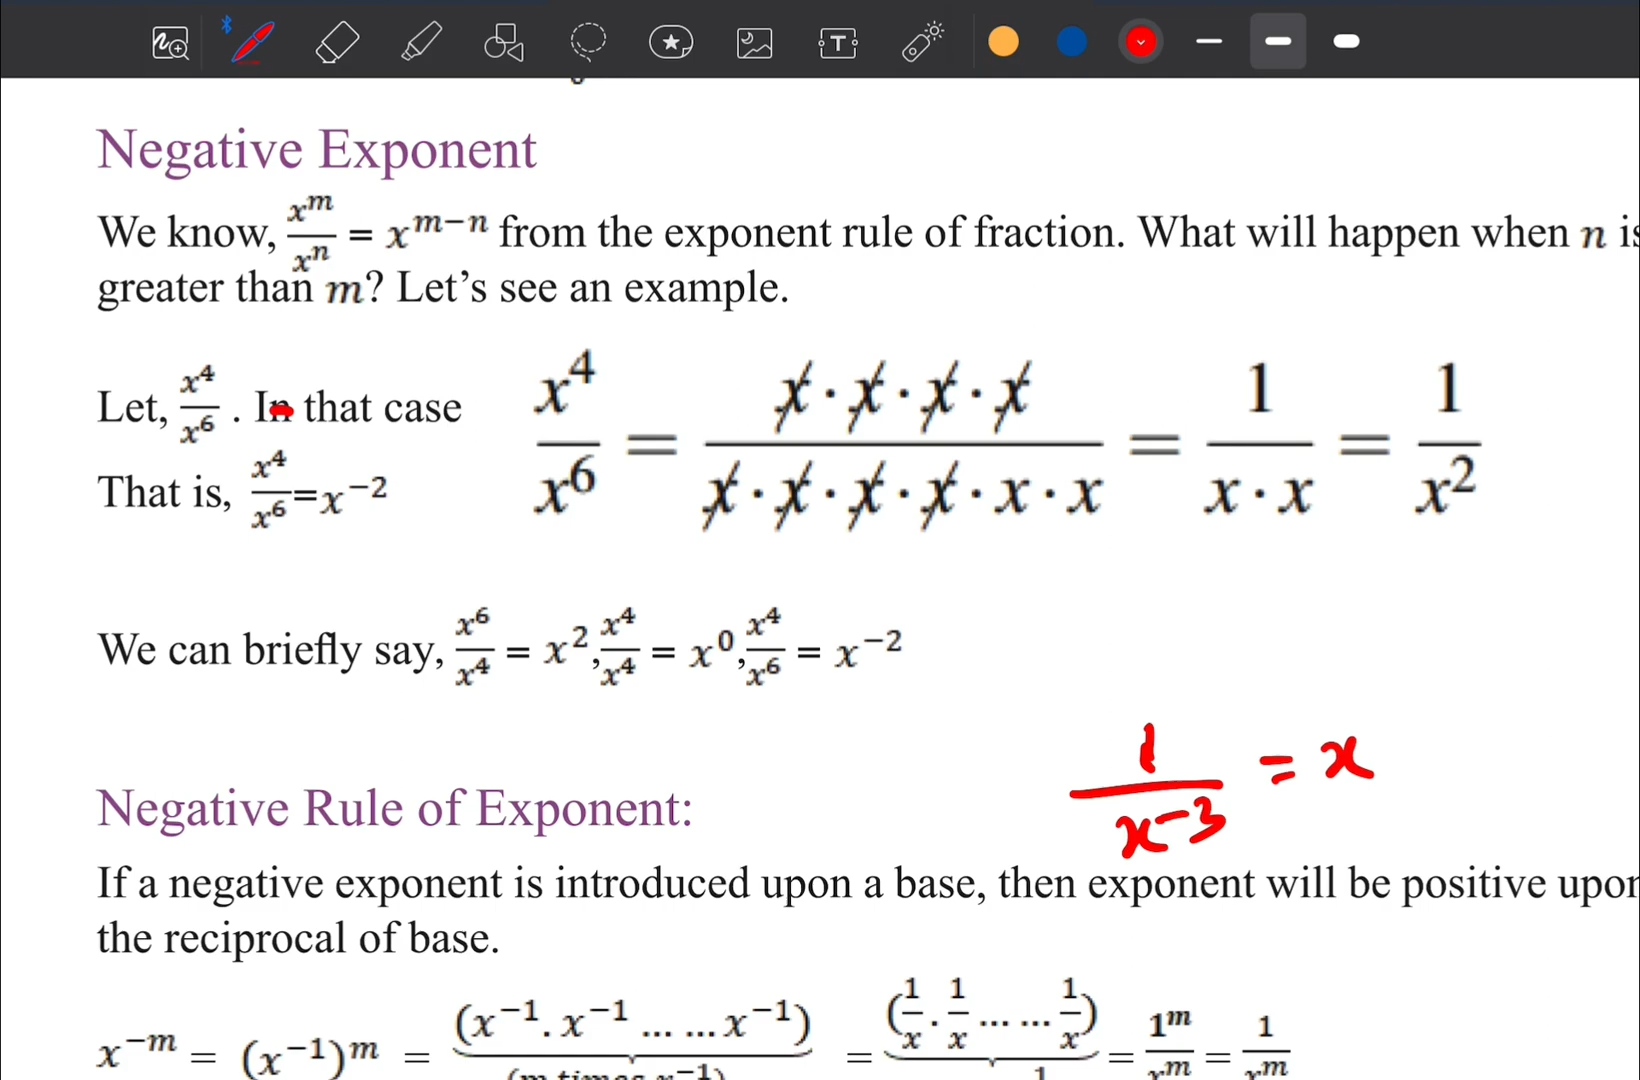 Negative Exponent
We know, x^m/x^n = x^(m−n) from the exponent rule of fraction. What will happen when n is
greater than m? Let’s see an example.
Let, x^4/x^6 . In that case x^4/x^6 = x·x·x·x/x·x·x·x·x·x = 1/x·x = 1/x^2
That is, x^4/x^6=x^−2
We can briefly say, x^6/x^4 = x^2, x^4/x^4 = x^0, x^4/x^6 = x^−2
1/x^-3 = x
Negative Rule of Exponent:
If a negative exponent is introduced upon a base, then exponent will be positive upon
the reciprocal of base.
x^−m = (x^−1)^m = (x^−1.x^−1 ... ...x^−1) = (1/x.1/x... ...1/x) = 1^m/x^m = 1/x^m
(m times x^−1) 1